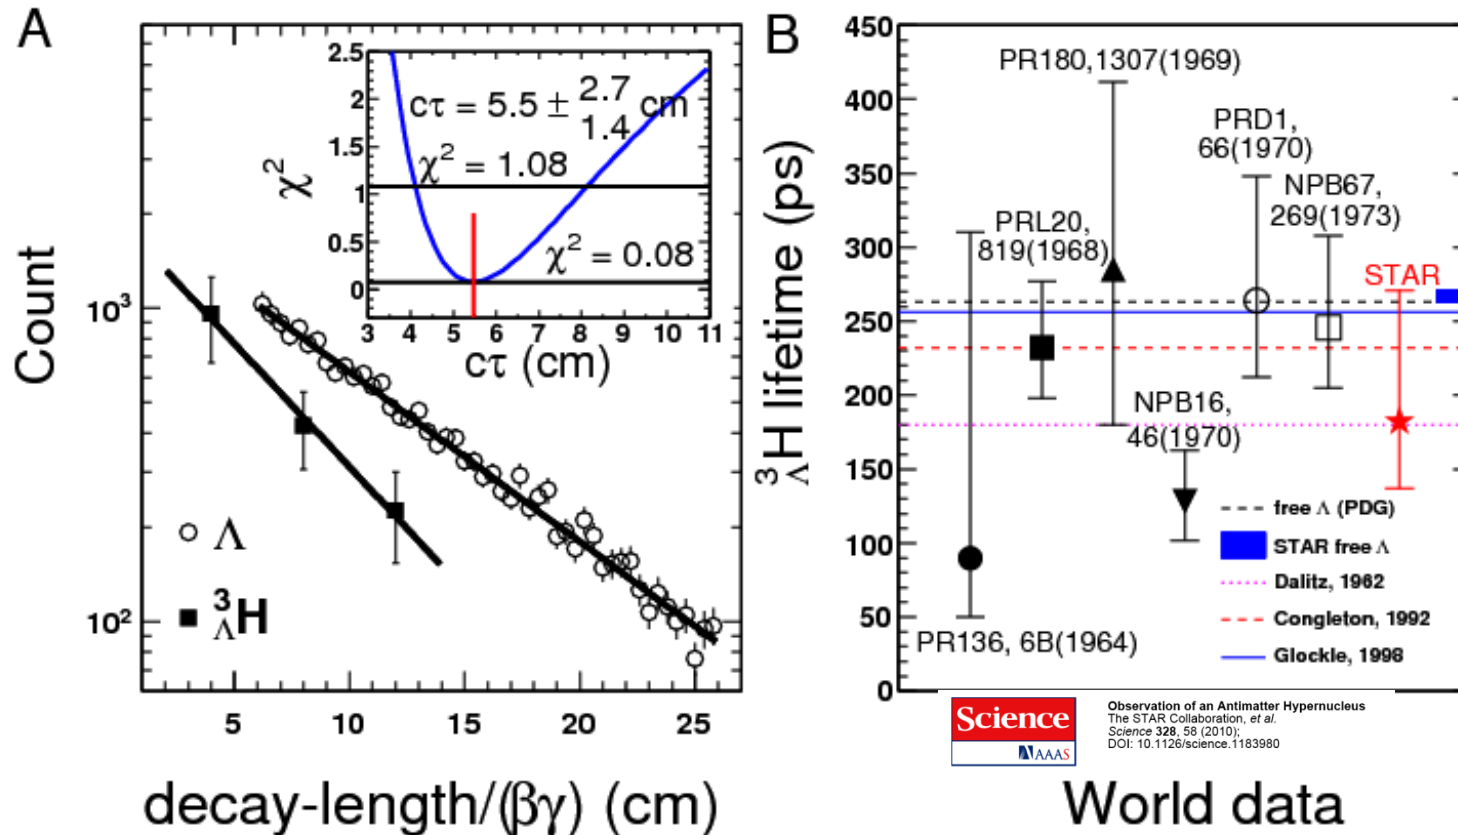 A
Count
10³
10²
5
10
15
20
25
decay-length/(βγ) (cm)
Λ
³ΛH
χ²
2.5
2
1.5
1
0.5
0
cτ = 5.5 ± 2.7 1.4 cm
χ² = 1.08
χ² = 0.08
3 4 5 6 7 8 9 10 11
cτ (cm)
B
³ΛH lifetime (ps)
450
400
350
300
250
200
150
100
50
0
PR180,1307(1969)
PRD1,
66(1970)
NPB67,
269(1973)
PRL20,
819(1968)
STAR
NPB16,
46(1970)
PR136, 6B(1964)
free Λ (PDG)
STAR free Λ
Dalitz, 1962
Congleton, 1992
Glockle, 1998
Science
AAAS
Observation of an Antimatter Hypernucleus
The STAR Collaboration, et al.
Science 328, 58 (2010);
DOI: 10.1126/science.1183980
World data